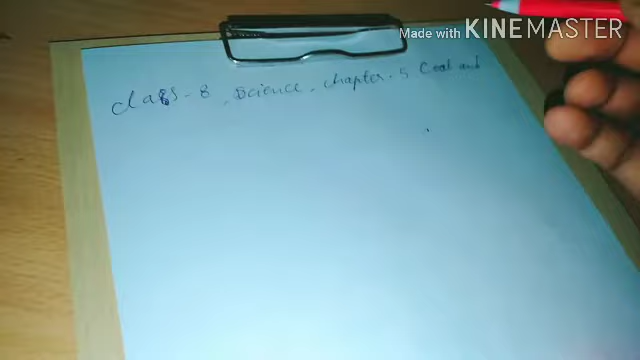 Made with KINEMASTER
Class - 8, Science, chapter. 5 Coal and